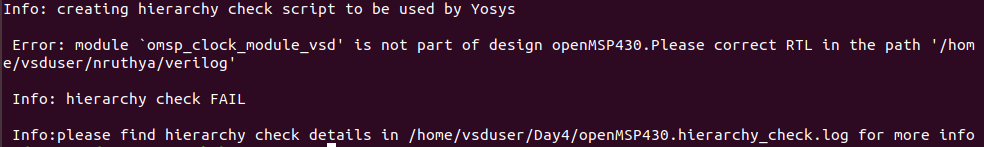 Info: creating hierarchy check script to be used by Yosys
Error: module `omsp_clock_module_vsd' is not part of design openMSP430.Please correct RTL in the path '/hom
e/vsduser/nruthya/verilog'
Info: hierarchy check FAIL
Info:please find hierarchy check details in /home/vsduser/Day4/openMSP430.hierarchy_check.log for more info